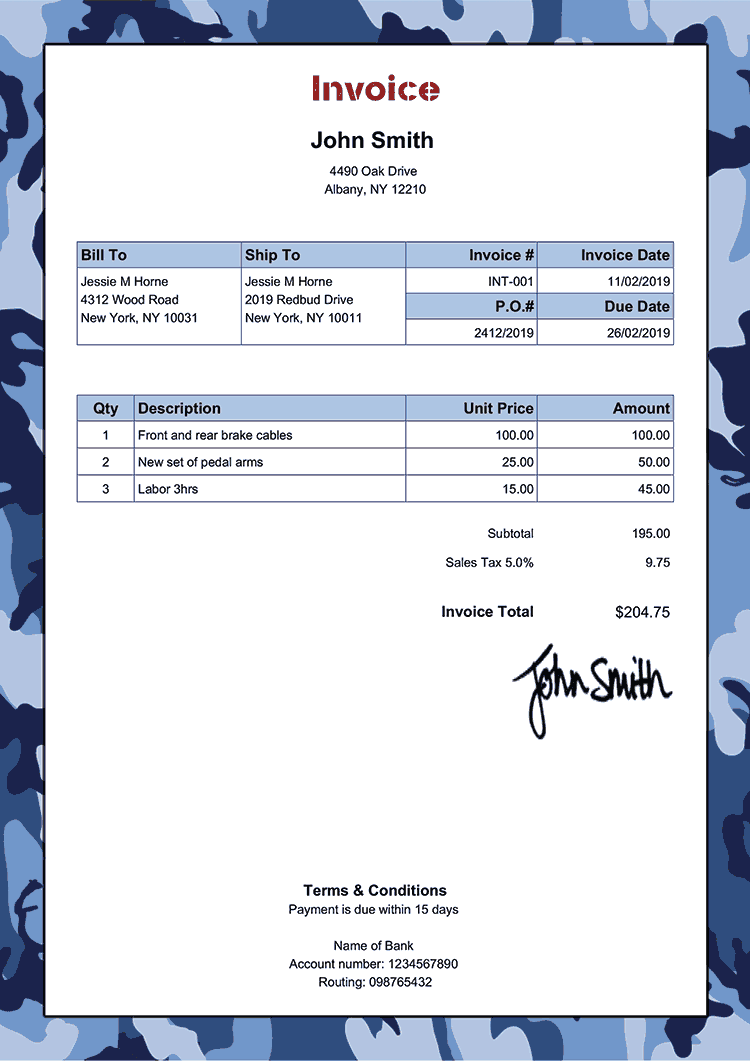 Invoice
John Smith
4490 Oak Drive
Albany, NY 12210
Bill To Ship To Invoice # Invoice Date
Jessie M Horne Jessie M Horne INT-001 11/02/2019
4312 Wood Road 2019 Redbud Drive P.O.# Due Date
New York, NY 10031 New York, NY 10011 2412/2019 26/02/2019
Qty Description Unit Price Amount
1 Front and rear brake cables 100.00 100.00
2 New set of pedal arms 25.00 50.00
3 Labor 3hrs 15.00 45.00
Subtotal 195.00
Sales Tax 5.0% 9.75
Invoice Total $204.75
John Smith
Terms & Conditions
Payment is due within 15 days
Name of Bank
Account number: 1234567890
Routing: 098765432